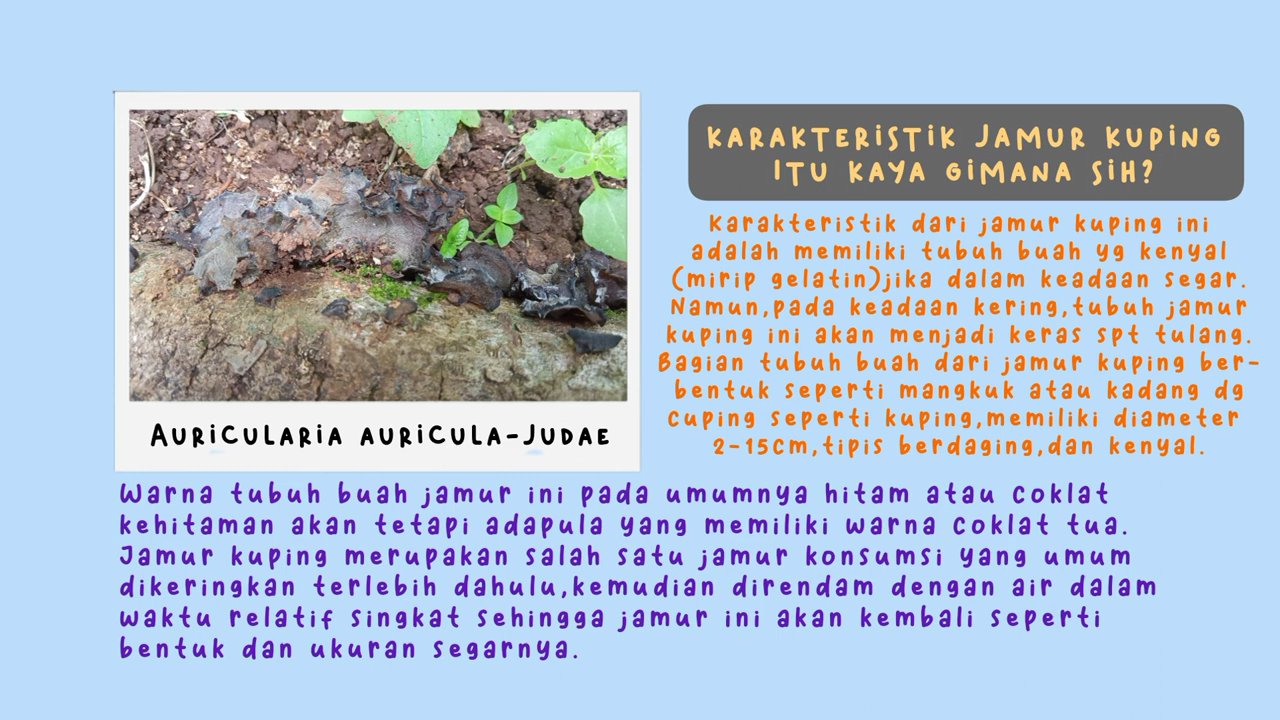 KARAKTERiSTiK JAMUR KUPiNG
iTU KAYA GiMANA SiH?
Karakteristik dari jamur kuping ini
adalah memiliki tubuh buah yg kenyal
(mirip gelatin)jika dalam keadaan segar.
Namun,pada keadaan kering,tubuh jamur
kuping ini akan menjadi keras spt tulang.
Bagian tubuh buah dari jamur kuping ber-
bentuk seperti mangkuk atau kadang dg
cuping seperti kuping,memiliki diameter
2-15cm,tipis berdaging,dan kenyal.
Auricularia auricula-Judae
Warna tubuh buah jamur ini pada umumnya hitam atau coklat
kehitaman akan tetapi adapula yang memiliki warna coklat tua.
Jamur kuping merupakan salah satu jamur konsumsi yang umum
dikeringkan terlebih dahulu,kemudian direndam dengan air dalam
waktu relatif singkat sehingga jamur ini akan kembali seperti
bentuk dan ukuran segarnya.